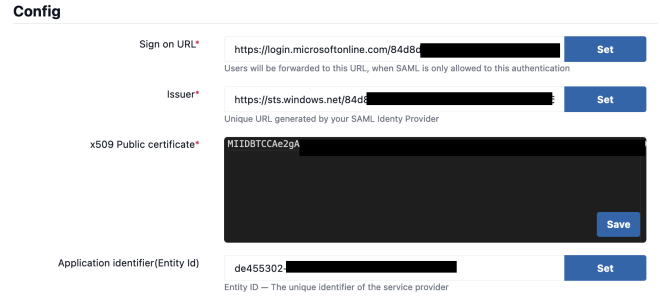 Config
Sign on URL*
https://login.microsoftonline.com/84d8d
Set
Users will be forwarded to this URL, when SAML is only allowed to this authentication
Issuer*
https://sts.windows.net/84d8
Set
Unique URL generated by your SAML Identy Provider
x509 Public certificate*
MIIDBTCCAe2gA
Save
Application identifier(Entity Id)
de455302-
Set
Entity ID — The unique identifier of the service provider